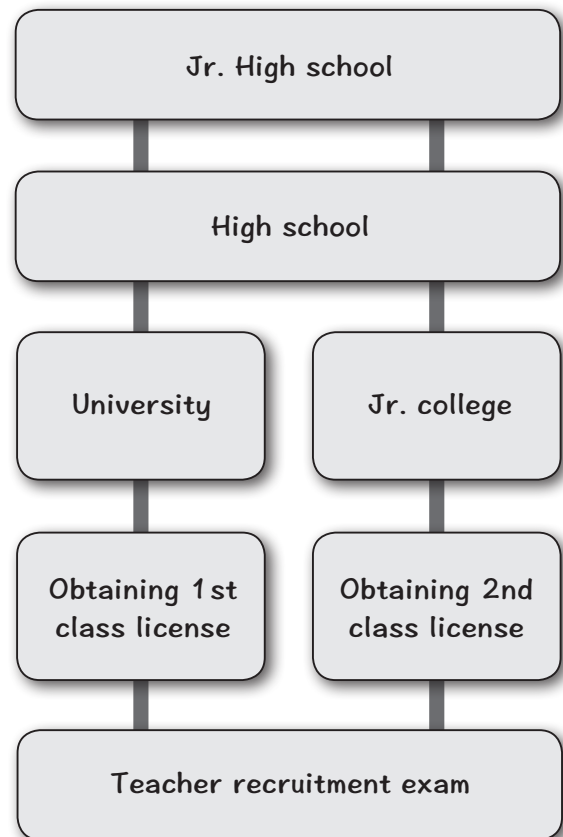 Jr. High school
High school
University
Jr. college
Obtaining 1st
class license
Obtaining 2nd
class license
Teacher recruitment exam